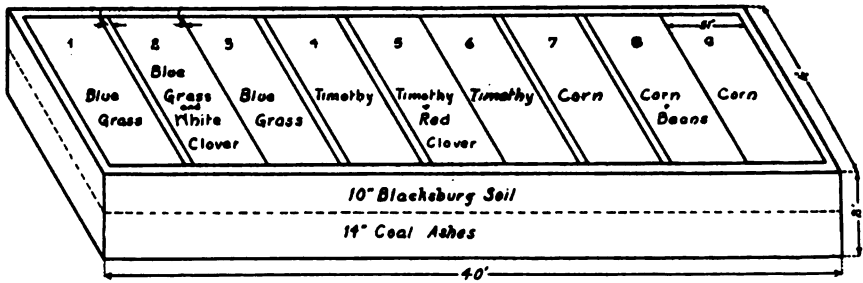 1 2 3 4 5 6 7 8 9
Blue
Grass
Blue
Grass
and
White
Clover
Blue
Grass
Timothy
Timothy
+
Red
Clover
Timothy
Corn
Corn
+
Beans
Corn
10" Blacksburg Soil
14" Coal Ashes
40'
2'